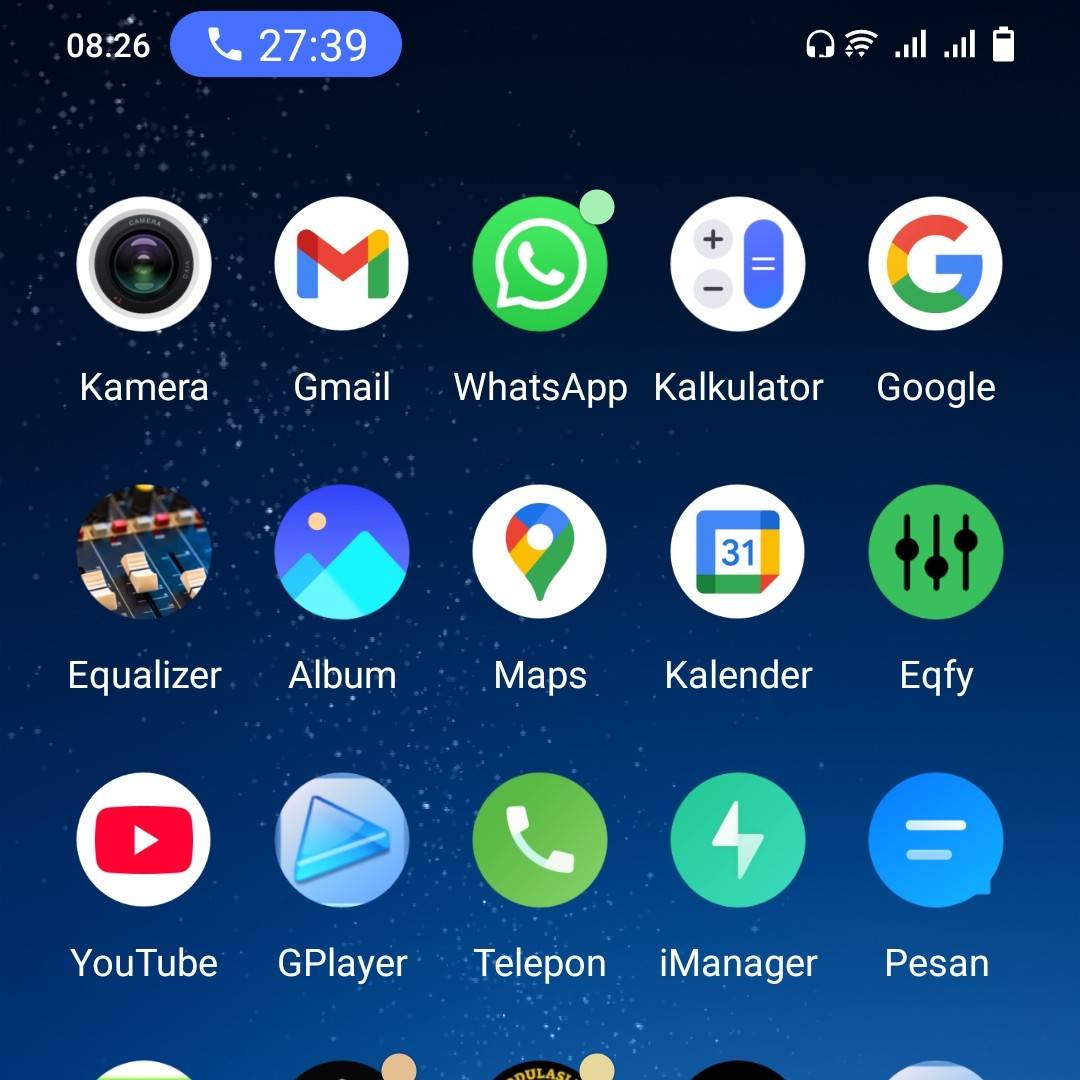 08:26 27:39
CAMERA
VIVO
Kamera Gmail WhatsApp Kalkulator Google
31
Equalizer Album Maps Kalender Eqfy
YouTube GPlayer Telepon iManager Pesan